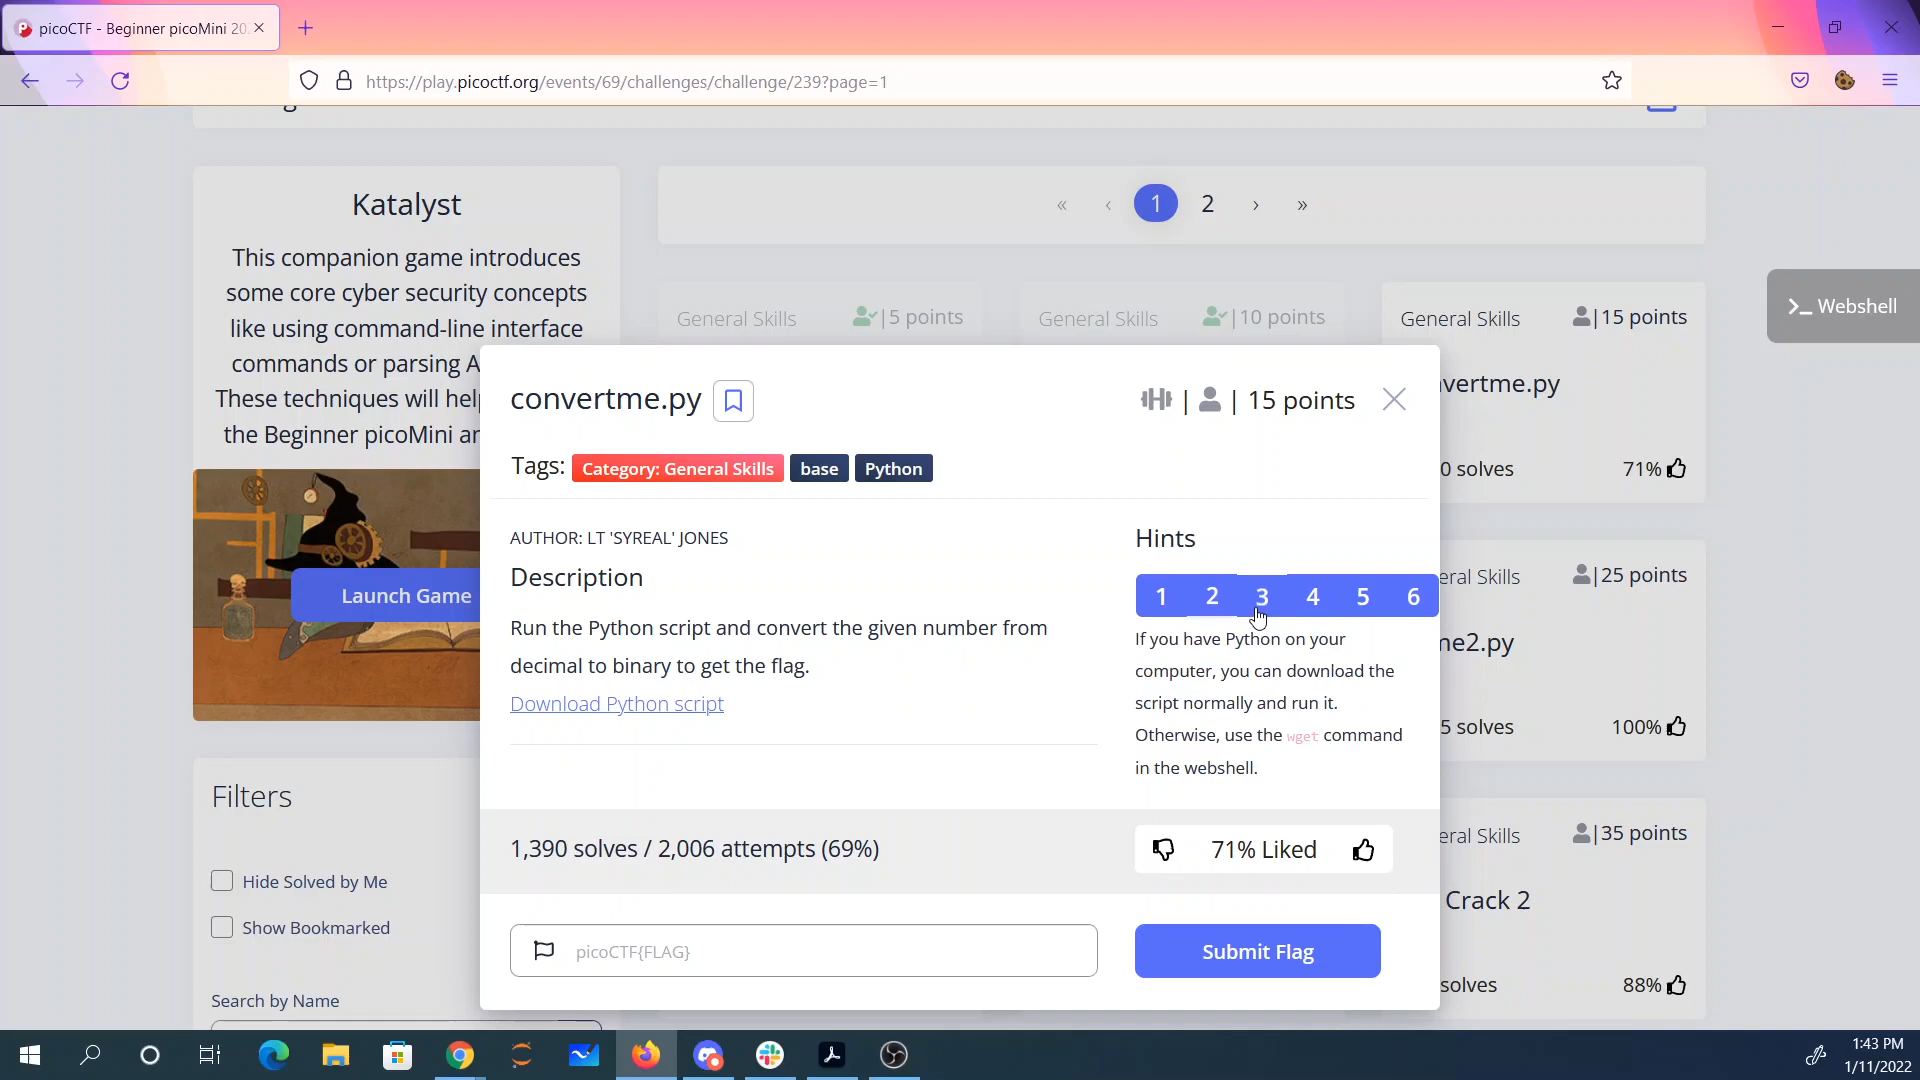 picoCTF - Beginner picoMini 20
https://play.picoctf.org/events/69/challenges/challenge/239?page=1
Katalyst
This companion game introduces
some core cyber security concepts
like using command-line interface
commands or parsing A
These techniques will hel
the Beginner picoMini a
Launch Game
Filters
Hide Solved by Me
Show Bookmarked
Search by Name
« ‹ 1 2 › »
General Skills |5 points
General Skills |10 points
General Skills |15 points
vertme.py
0 solves 71%
eral Skills |25 points
me2.py
5 solves 100%
eral Skills |35 points
Crack 2
solves 88%
>_ Webshell
convertme.py
| | 15 points
Tags: Category: General Skills base Python
AUTHOR: LT 'SYREAL' JONES
Description
Run the Python script and convert the given number from
decimal to binary to get the flag.
Download Python script
Hints
1 2 3 4 5 6
If you have Python on your
computer, you can download the
script normally and run it.
Otherwise, use the wget command
in the webshell.
1,390 solves / 2,006 attempts (69%)
71% Liked
picoCTF{FLAG}
Submit Flag
1:43 PM
1/11/2022